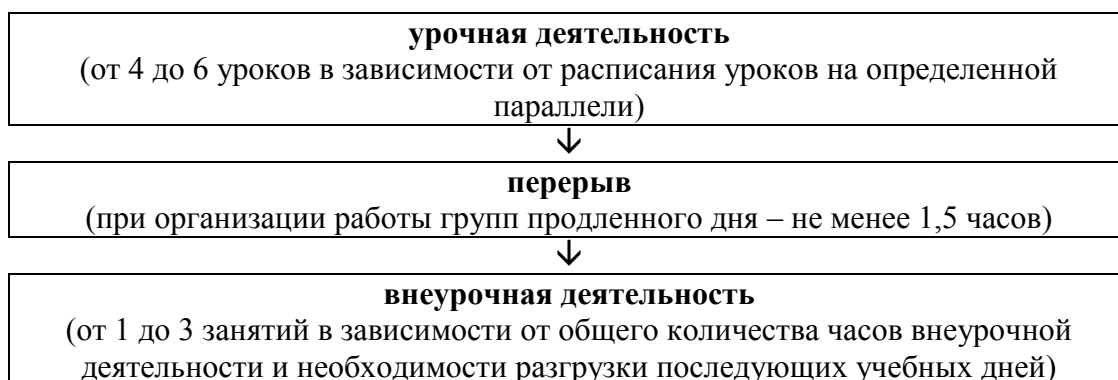 урочная деятельность
(от 4 до 6 уроков в зависимости от расписания уроков на определенной
параллели)
↓
перерыв
(при организации работы групп продленного дня – не менее 1,5 часов)
↓
внеурочная деятельность
(от 1 до 3 занятий в зависимости от общего количества часов внеурочной
деятельности и необходимости разгрузки последующих учебных дней)